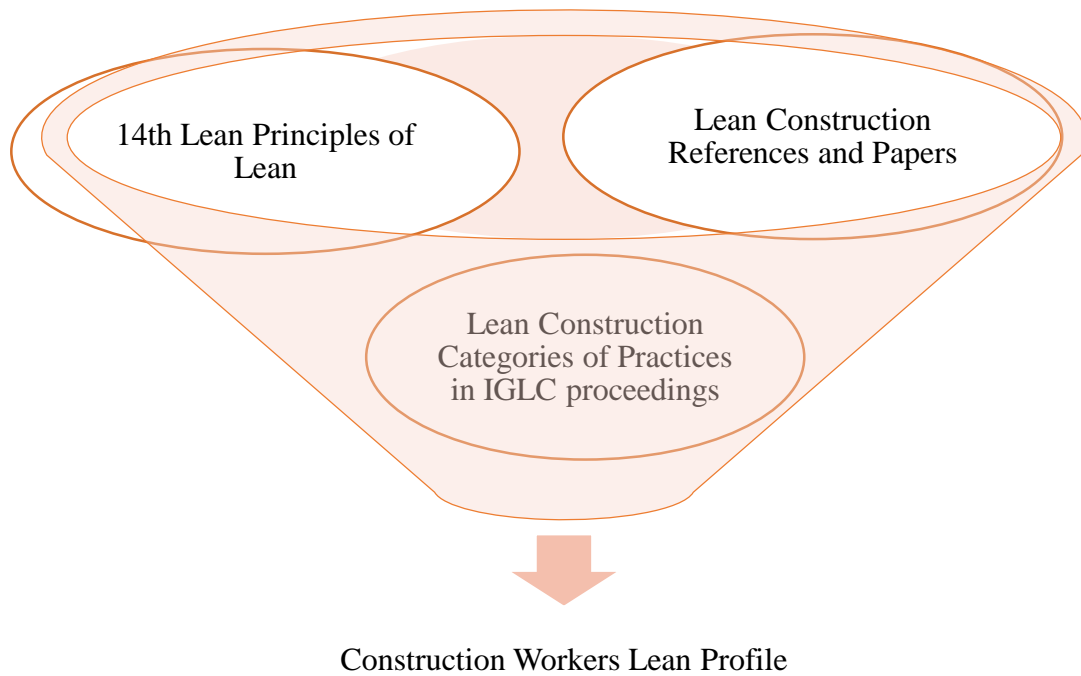 14th Lean Principles of
Lean
Lean Construction
References and Papers
Lean Construction
Categories of Practices
in IGLC proceedings
Construction Workers Lean Profile